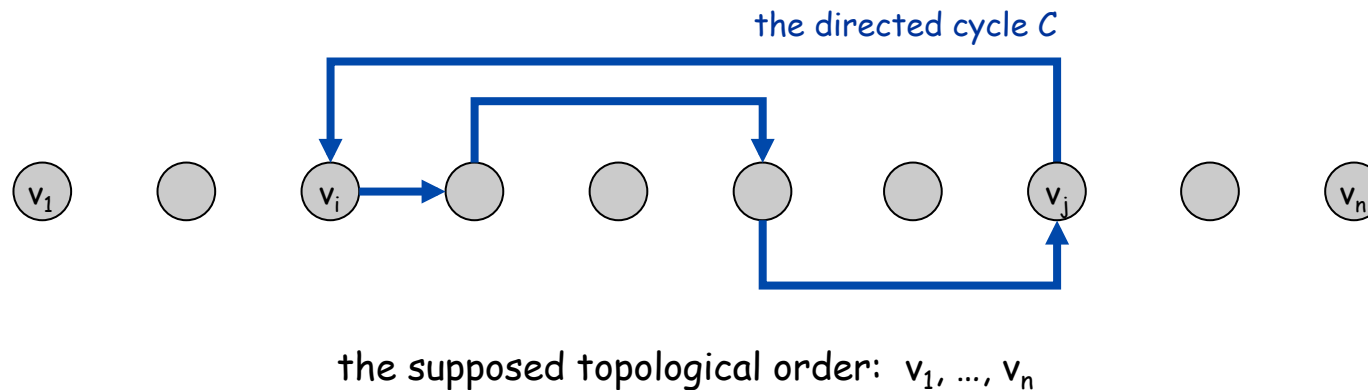 the directed cycle C
v₁ vᵢ vⱼ vₙ
the supposed topological order: v₁, …, vₙ